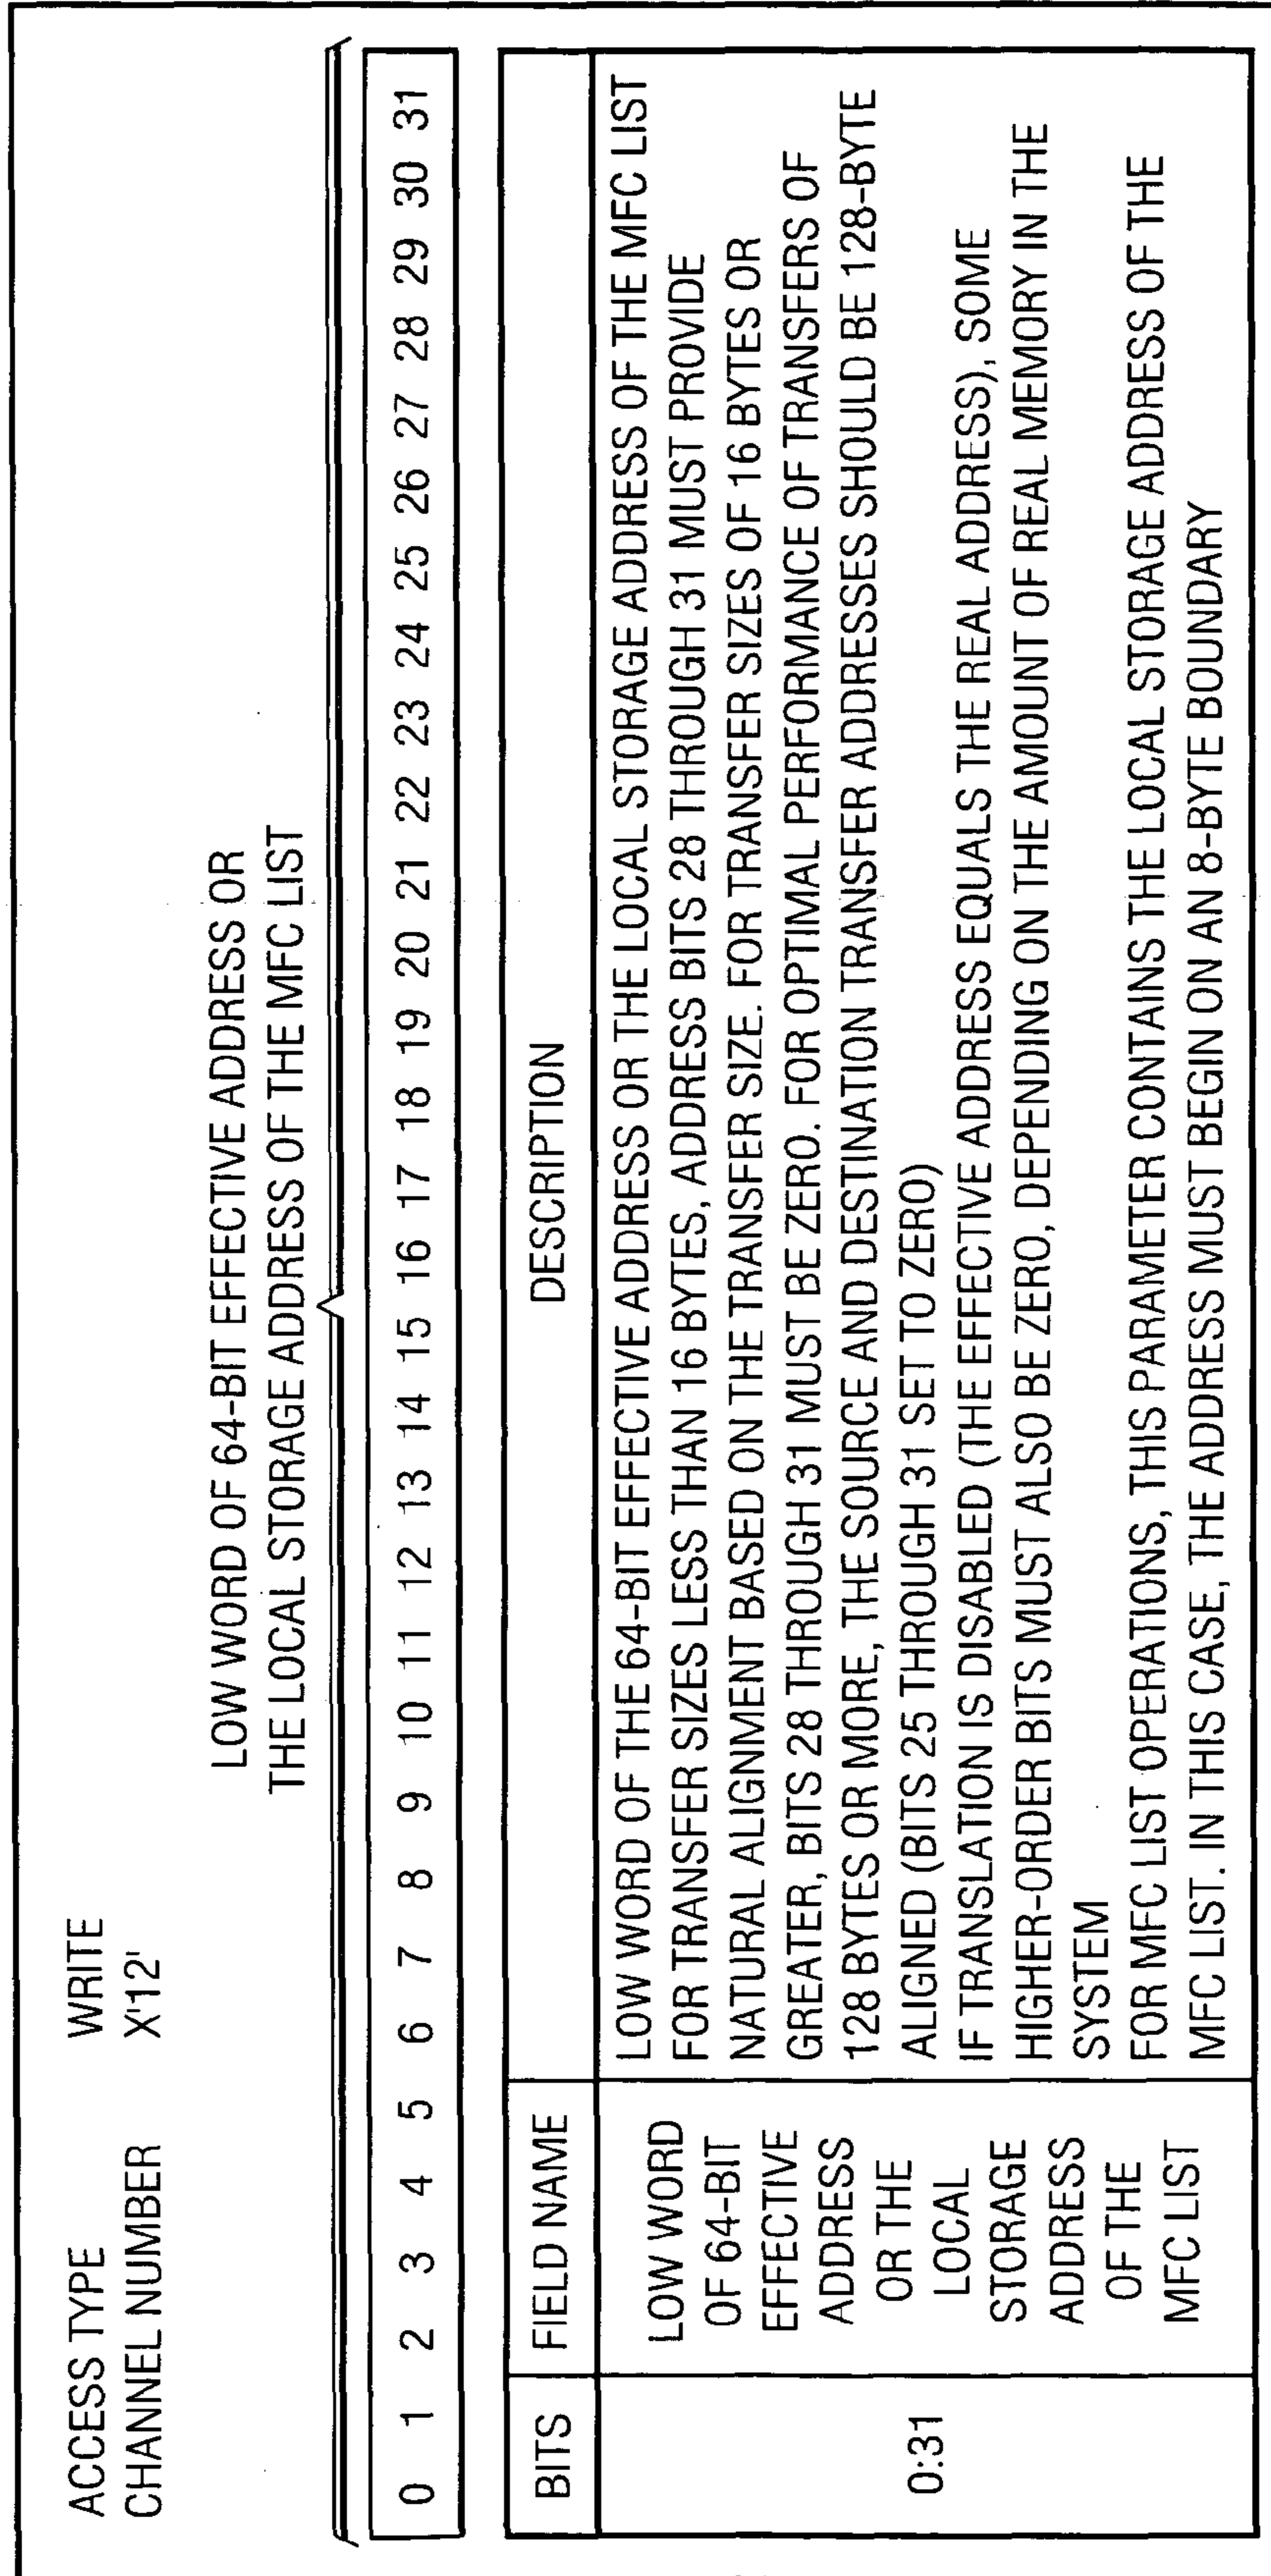 ACCESS TYPE WRITE
CHANNEL NUMBER X'12'
LOW WORD OF 64-BIT EFFECTIVE ADDRESS OR
THE LOCAL STORAGE ADDRESS OF THE MFC LIST
0 1 2 3 4 5 6 7 8 9 10 11 12 13 14 15 16 17 18 19 20 21 22 23 24 25 26 27 28 29 30 31
BITS FIELD NAME DESCRIPTION
0:31
LOW WORD
OF 64-BIT
EFFECTIVE
ADDRESS
OR THE
LOCAL
STORAGE
ADDRESS
OF THE
MFC LIST
LOW WORD OF THE 64-BIT EFFECTIVE ADDRESS OR THE LOCAL STORAGE ADDRESS OF THE MFC LIST
FOR TRANSFER SIZES LESS THAN 16 BYTES, ADDRESS BITS 28 THROUGH 31 MUST PROVIDE
NATURAL ALIGNMENT BASED ON THE TRANSFER SIZE. FOR TRANSFER SIZES OF 16 BYTES OR
GREATER, BITS 28 THROUGH 31 MUST BE ZERO. FOR OPTIMAL PERFORMANCE OF TRANSFERS OF
128 BYTES OR MORE, THE SOURCE AND DESTINATION TRANSFER ADDRESSES SHOULD BE 128-BYTE
ALIGNED (BITS 25 THROUGH 31 SET TO ZERO)
IF TRANSLATION IS DISABLED (THE EFFECTIVE ADDRESS EQUALS THE REAL ADDRESS), SOME
HIGHER-ORDER BITS MUST ALSO BE ZERO, DEPENDING ON THE AMOUNT OF REAL MEMORY IN THE
SYSTEM
FOR MFC LIST OPERATIONS, THIS PARAMETER CONTAINS THE LOCAL STORAGE ADDRESS OF THE
MFC LIST. IN THIS CASE, THE ADDRESS MUST BEGIN ON AN 8-BYTE BOUNDARY